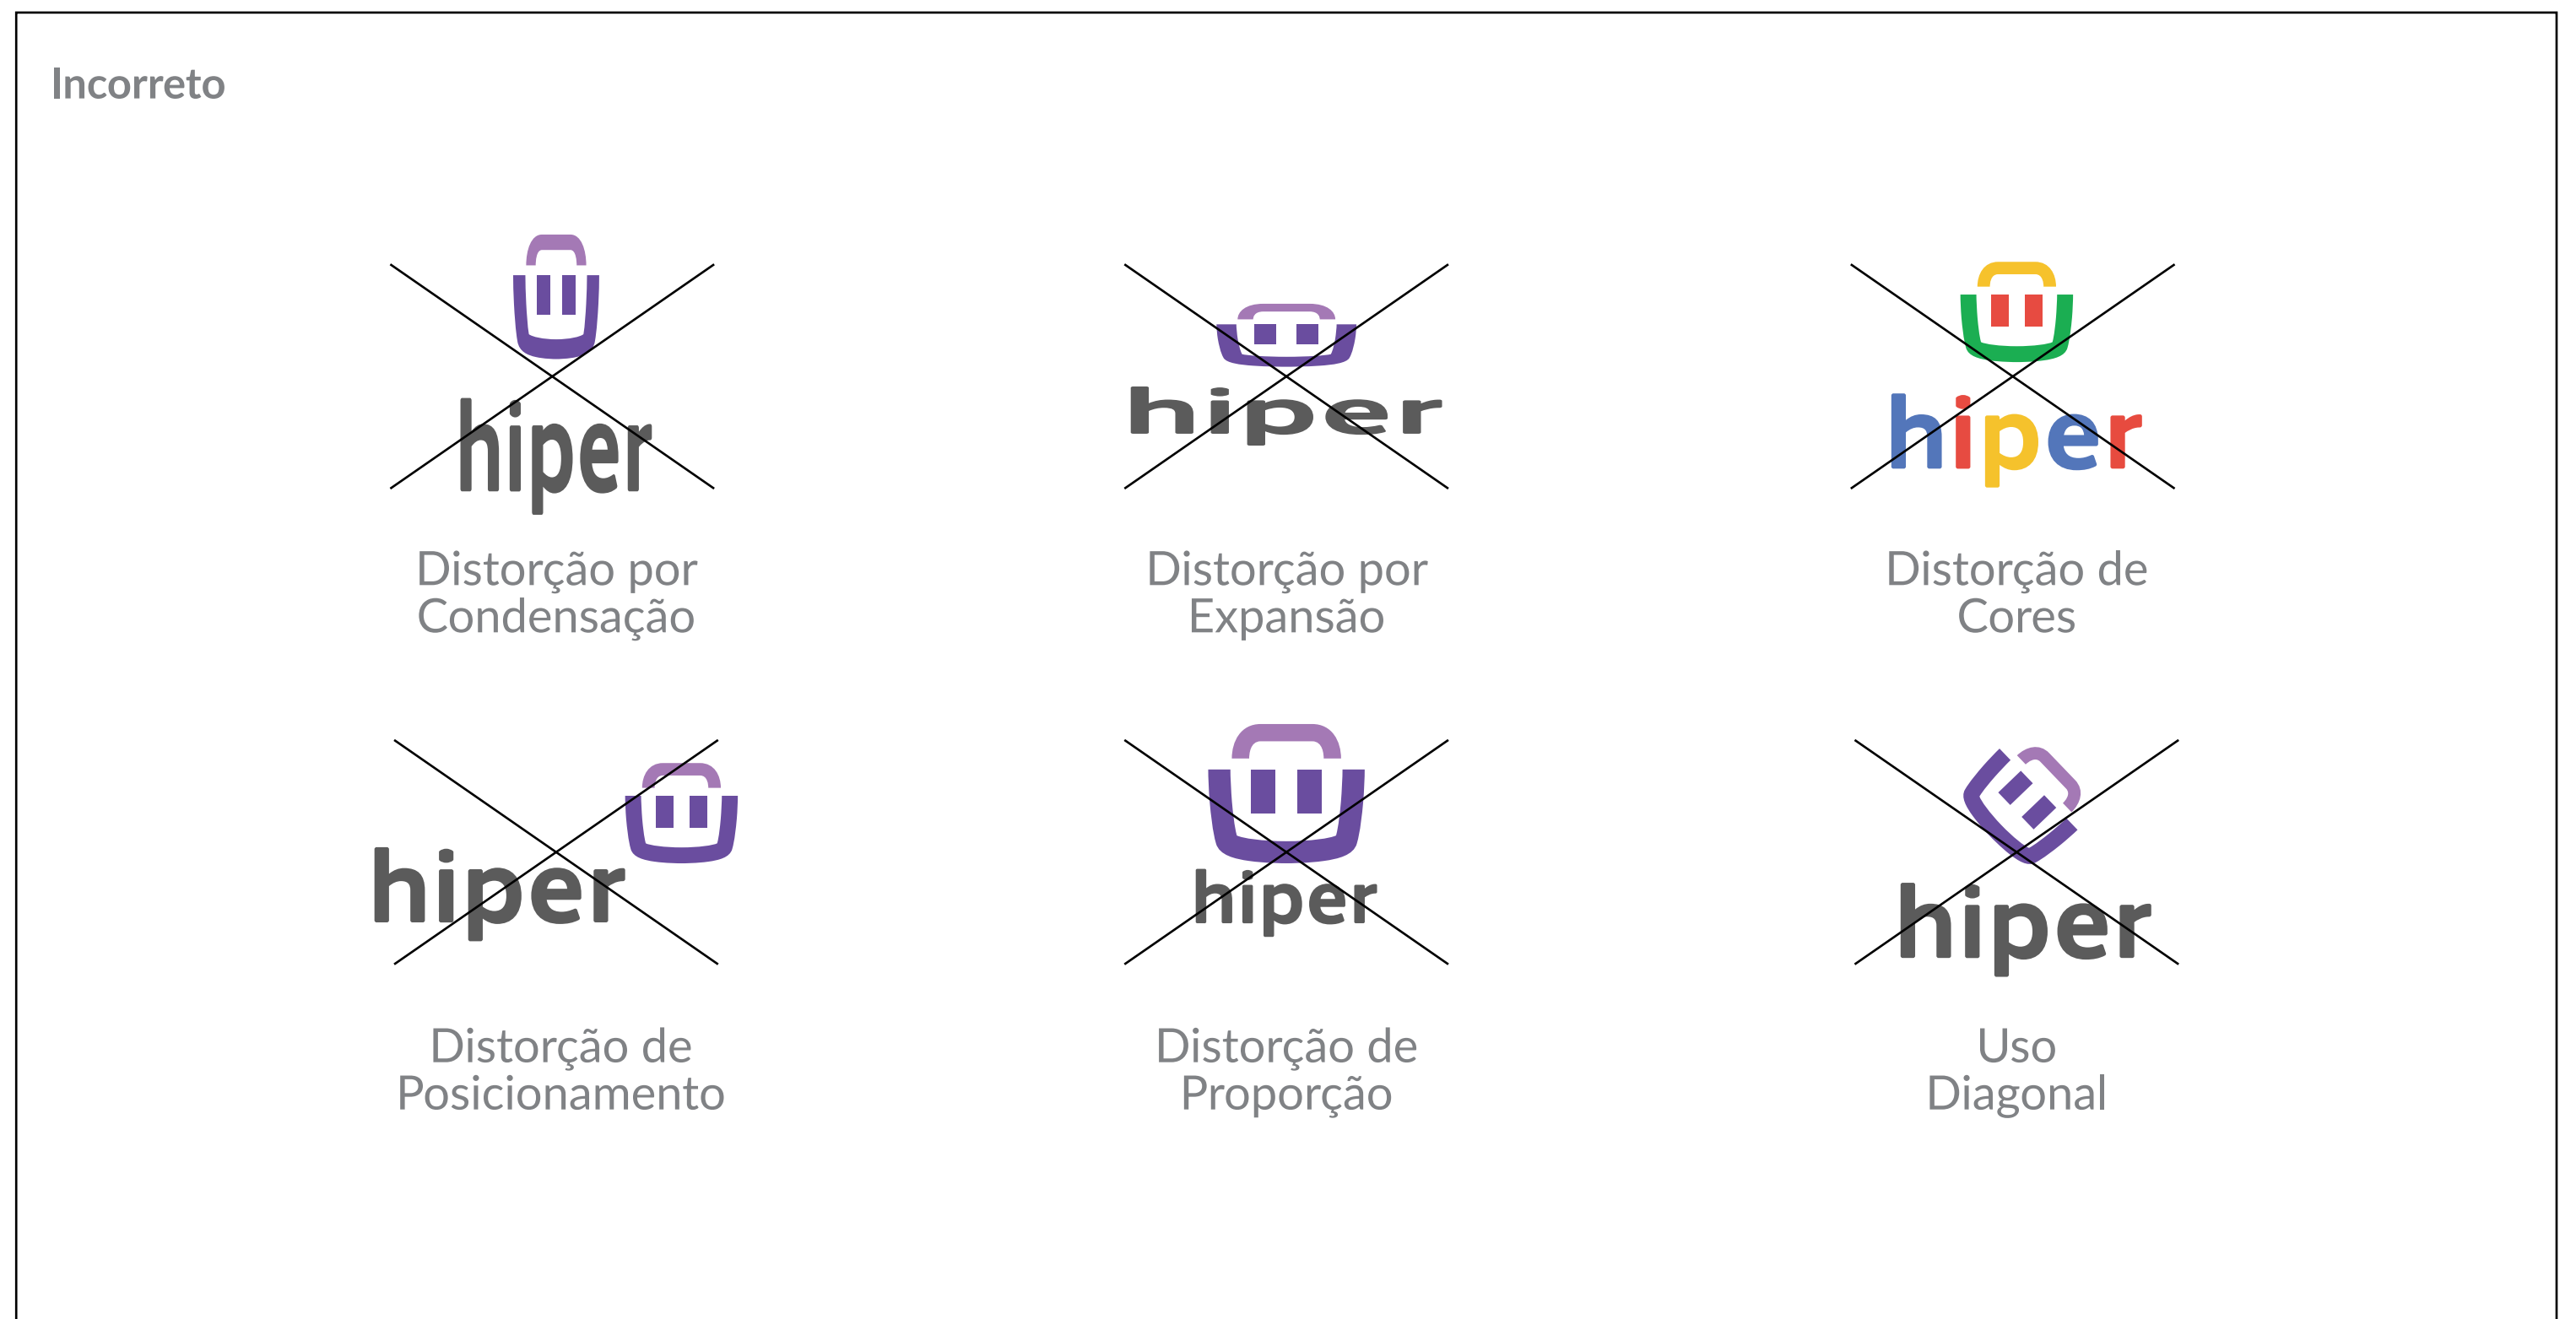 Incorreto
hiper
Distorção por
Condensação
hiper
Distorção por
Expansão
hiper
Distorção de
Cores
hiper
Distorção de
Posicionamento
hiper
Distorção de
Proporção
hiper
Uso
Diagonal